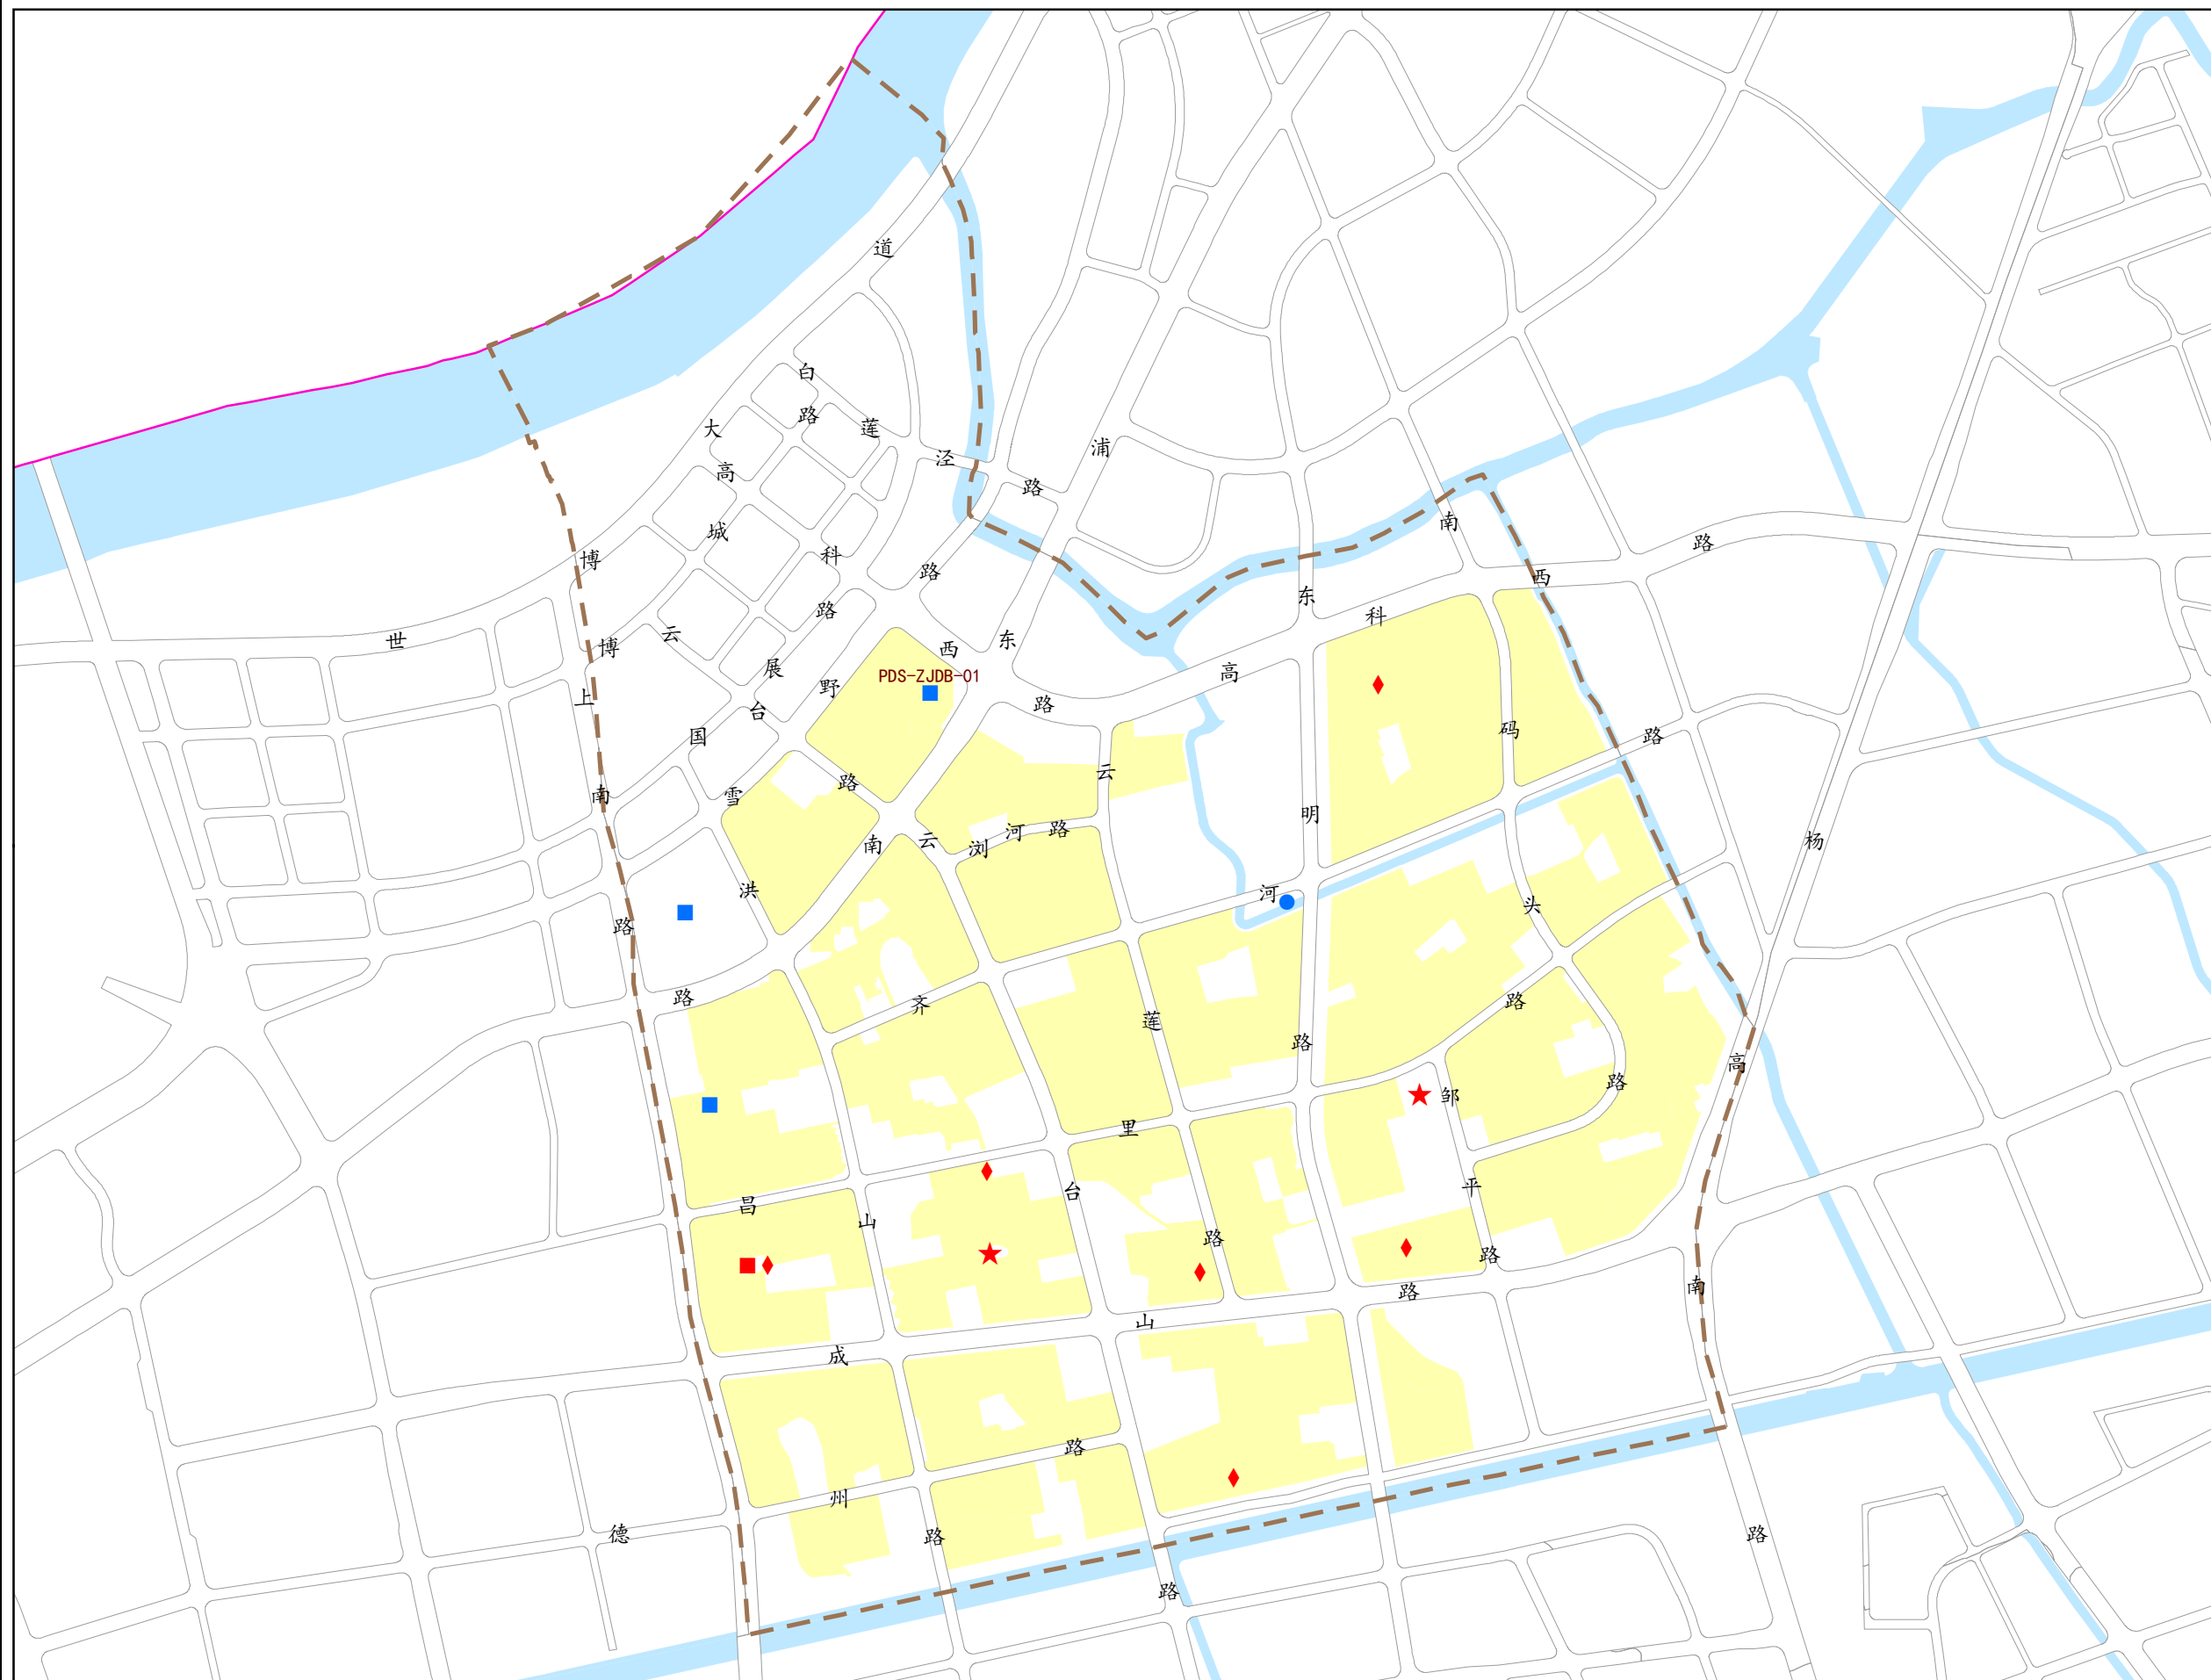 世博大道
白莲泾路
博城路
国展路
高科西路
雪野路
云台路
PDS-ZJDB-01
浦东南路
高科西路
上南路
浏河路
云莲路
云台路
东明路
南码头路
齐河路
洪山路
昌里路
邹平路
成山路
德州路
杨高南路